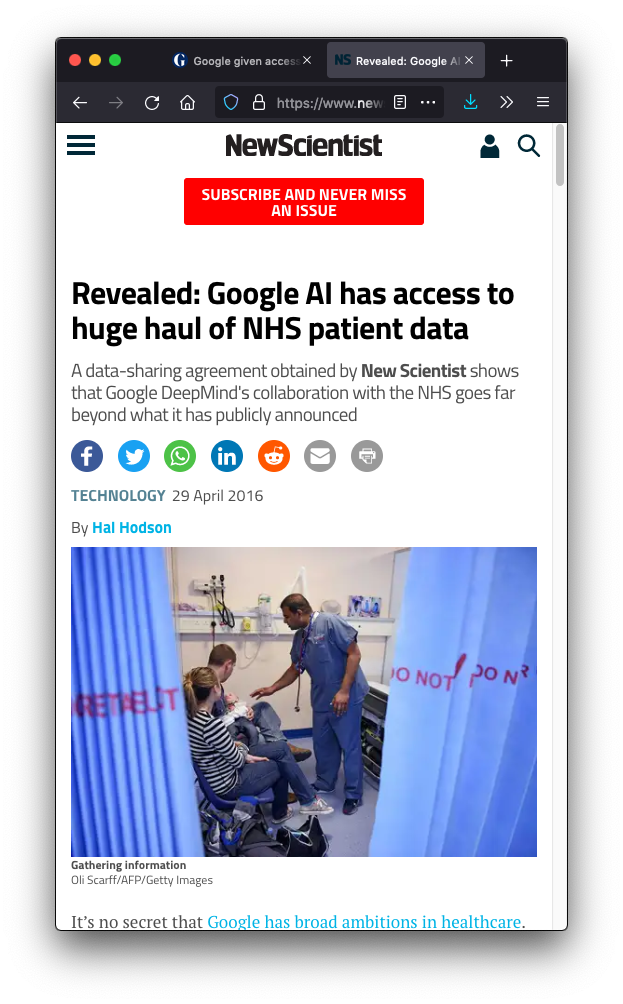 Google given access
Revealed: Google AI
https://www.new
NewScientist
SUBSCRIBE AND NEVER MISS
AN ISSUE
Revealed: Google AI has access to
huge haul of NHS patient data
A data-sharing agreement obtained by New Scientist shows
that Google DeepMind's collaboration with the NHS goes far
beyond what it has publicly announced
TECHNOLOGY 29 April 2016
By Hal Hodson
DO NOT DO N
Gathering information
Oli Scarff/AFP/Getty Images
It’s no secret that Google has broad ambitions in healthcare.